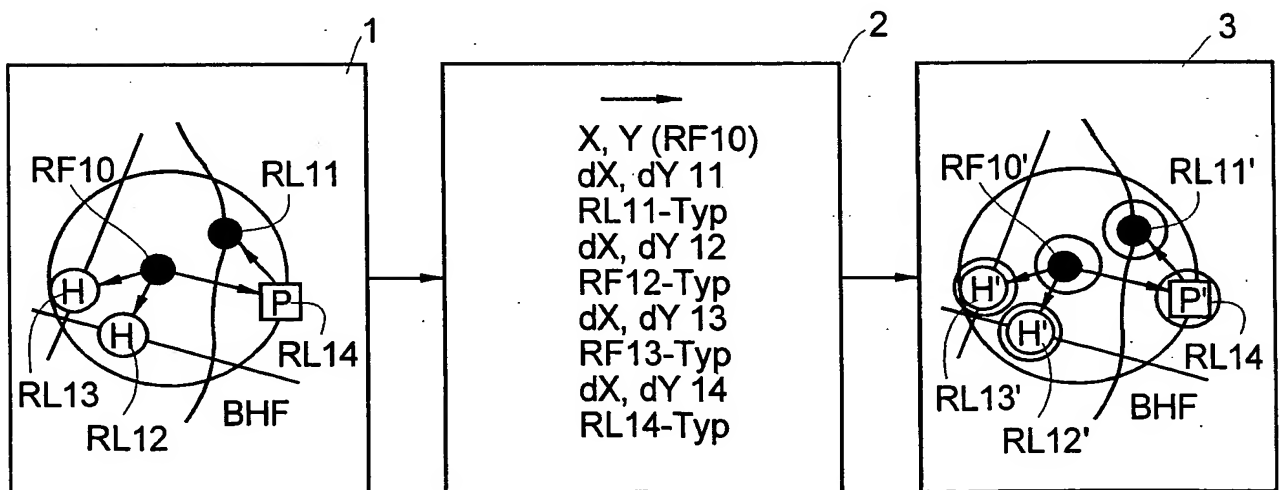 1
2
3
RF10
RL11
H
H
P
RL14
RL13
RL12
BHF
X, Y (RF10)
dX, dY 11
RL11-Typ
dX, dY 12
RF12-Typ
dX, dY 13
RF13-Typ
dX, dY 14
RL14-Typ
RF10'
RL11'
H'
H'
P'
RL14
RL13'
RL12'
BHF